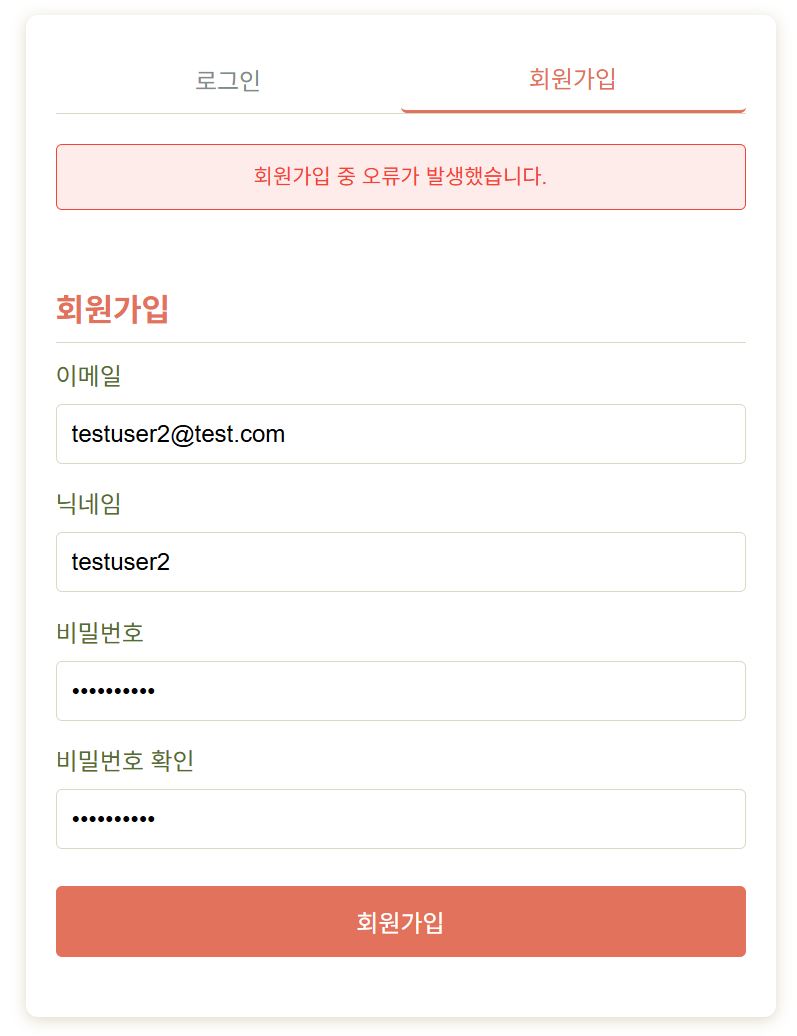 로그인
회원가입
회원가입 중 오류가 발생했습니다.
회원가입
이메일
testuser2@test.com
닉네임
testuser2
비밀번호
••••••••••
비밀번호 확인
••••••••••
회원가입